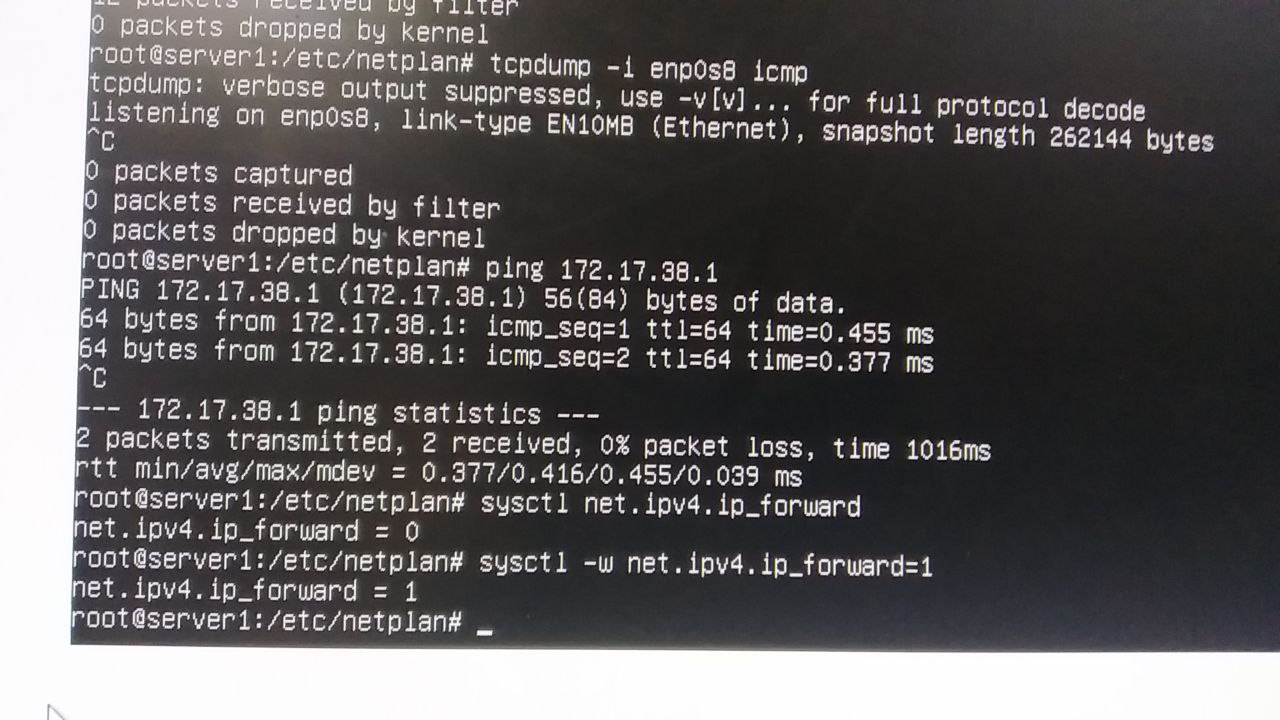 12 packets received by filter
0 packets dropped by kernel
root@server1:/etc/netplan# tcpdump -i enp0s8 icmp
tcpdump: verbose output suppressed, use -v[v]... for full protocol decode
listening on enp0s8, link-type EN10MB (Ethernet), snapshot length 262144 bytes
^C
0 packets captured
0 packets received by filter
0 packets dropped by kernel
root@server1:/etc/netplan# ping 172.17.38.1
PING 172.17.38.1 (172.17.38.1) 56(84) bytes of data.
64 bytes from 172.17.38.1: icmp_seq=1 ttl=64 time=0.455 ms
64 bytes from 172.17.38.1: icmp_seq=2 ttl=64 time=0.377 ms
^C
--- 172.17.38.1 ping statistics ---
2 packets transmitted, 2 received, 0% packet loss, time 1016ms
rtt min/avg/max/mdev = 0.377/0.416/0.455/0.039 ms
root@server1:/etc/netplan# sysctl net.ipv4.ip_forward
net.ipv4.ip_forward = 0
root@server1:/etc/netplan# sysctl -w net.ipv4.ip_forward=1
net.ipv4.ip_forward = 1
root@server1:/etc/netplan# _